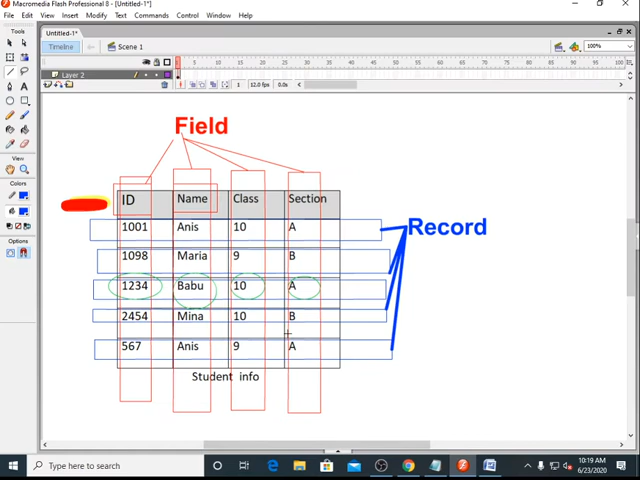 Macromedia Flash Professional 8 - [Untitled-1*]
File Edit View Insert Modify Text Commands Control Window Help
Tools
Untitled-1*
Timeline Scene 1 100%
Layer 2
1 12.0 fps 0.0s
View
Colors
Options
Field
ID Name Class Section
Record
1001 Anis 10 A
1098 Maria 9 B
1234 Babu 10 A
2454 Mina 10 B
567 Anis 9 A
Student info
Type here to search
10:19 AM
6/23/2020